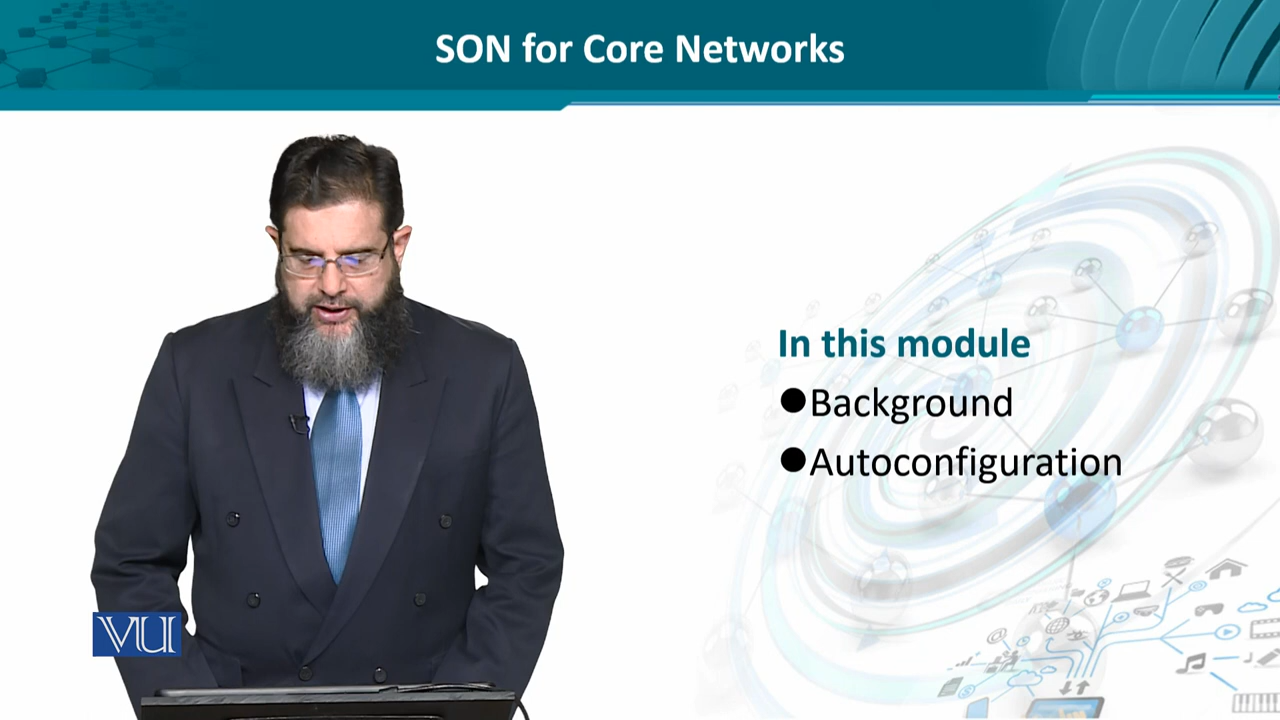 SON for Core Networks
In this module
●Background
●Autoconfiguration
VU